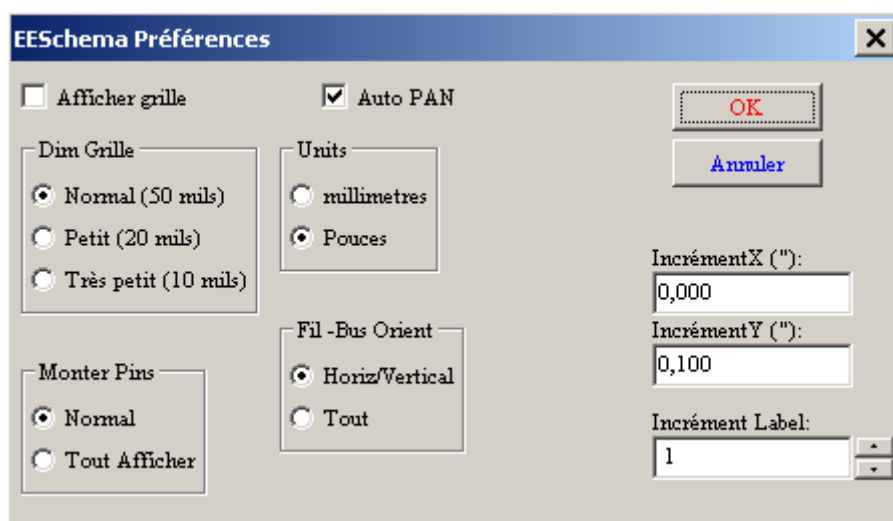 EESchema Préférences
Afficher grille
Auto PAN
OK
Annuler
Dim Grille
Normal (50 mils)
Petit (20 mils)
Très petit (10 mils)
Units
millimetres
Pouces
IncrémentX ("):
0,000
IncrémentY ("):
0,100
Fil -Bus Orient
Horiz/Vertical
Tout
Monter Pins
Normal
Tout Afficher
Incrément Label:
1